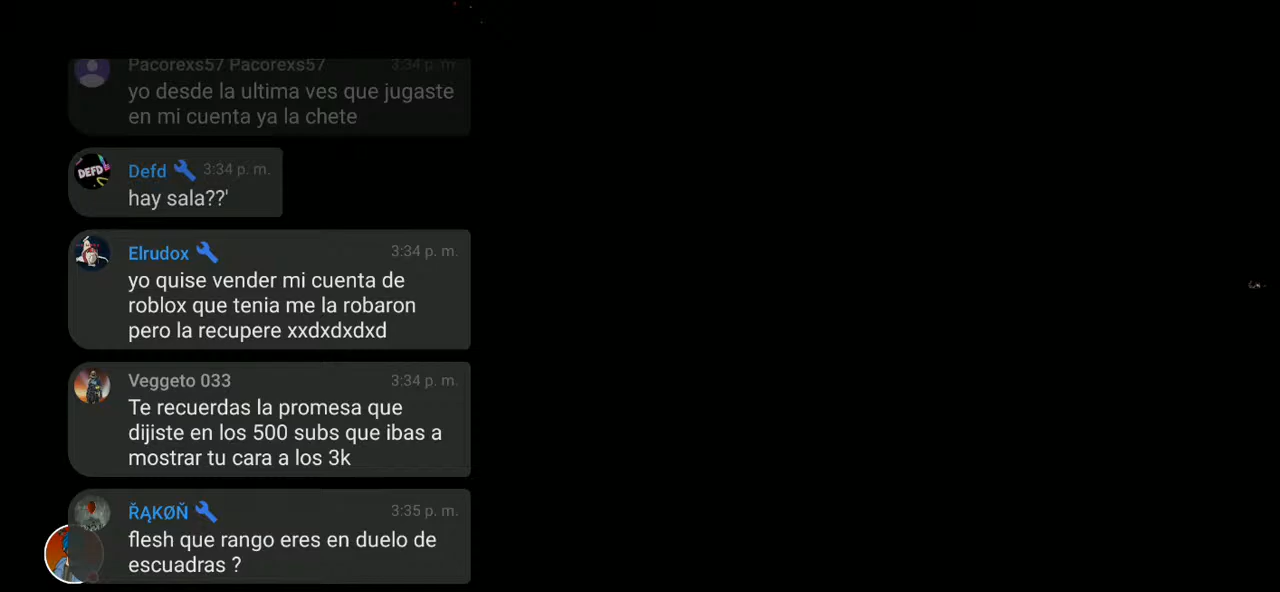 Pacorexs57 Pacorexs57 3:34 p. m.
yo desde la ultima ves que jugaste
en mi cuenta ya la chete
DEFD
Defd 3:34 p. m.
hay sala??'
Elrudox 3:34 p. m.
yo quise vender mi cuenta de
roblox que tenia me la robaron
pero la recupere xxdxdxdxd
Veggeto 033 3:34 p. m.
Te recuerdas la promesa que
dijiste en los 500 subs que ibas a
mostrar tu cara a los 3k
ŘĄKØŇ 3:35 p. m.
flesh que rango eres en duelo de
escuadras ?